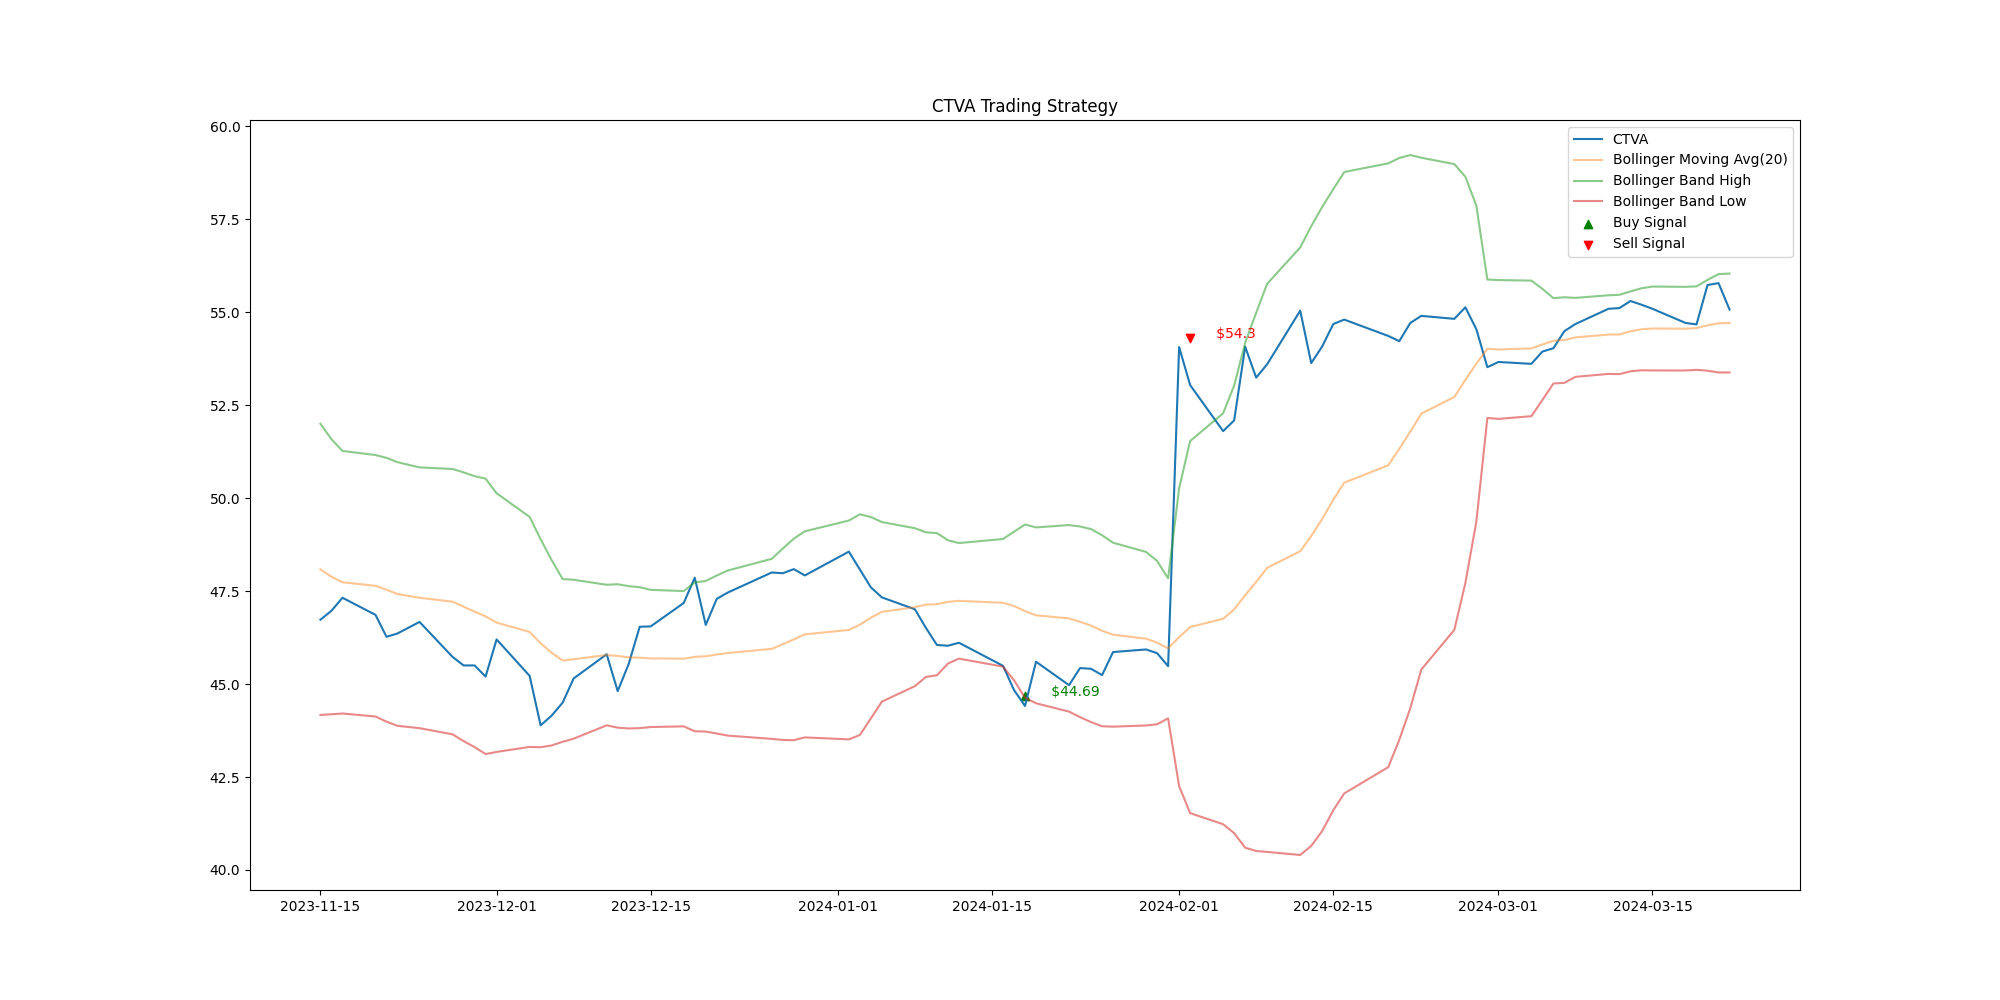 CTVA Trading Strategy
60.0
57.5
55.0
52.5
50.0
47.5
45.0
42.5
40.0
CTVA
Bollinger Moving Avg(20)
Bollinger Band High
Bollinger Band Low
Buy Signal
Sell Signal
$54.3
$44.69
2023-11-15
2023-12-01
2023-12-15
2024-01-01
2024-01-15
2024-02-01
2024-02-15
2024-03-01
2024-03-15